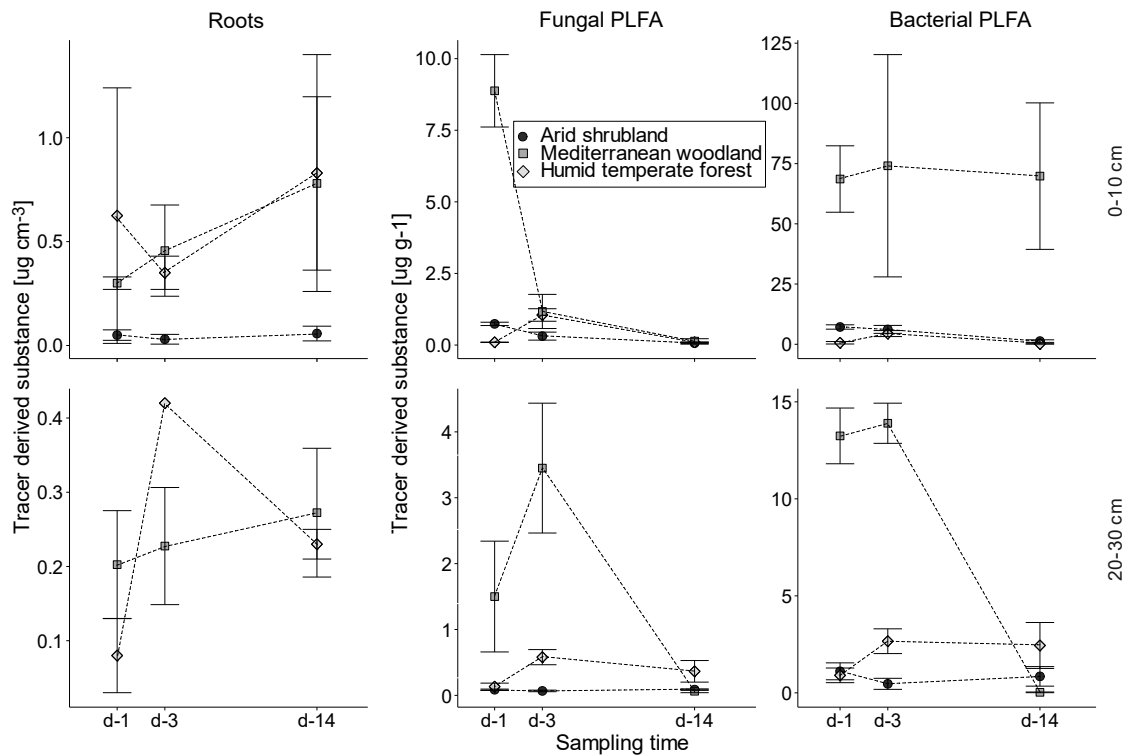 Roots
Fungal PLFA
Bacterial PLFA
Tracer derived substance [ug cm-3]
1.0
0.5
0.0
Tracer derived substance [ug g-1]
10.0
7.5
5.0
2.5
0.0
Arid shrubland
Mediterranean woodland
Humid temperate forest
125
100
75
50
25
0
0-10 cm
0.4
0.3
0.2
0.1
4
3
2
1
0
15
10
5
0
20-30 cm
d-1 d-3 d-14
d-1 d-3 d-14
d-1 d-3 d-14
Sampling time